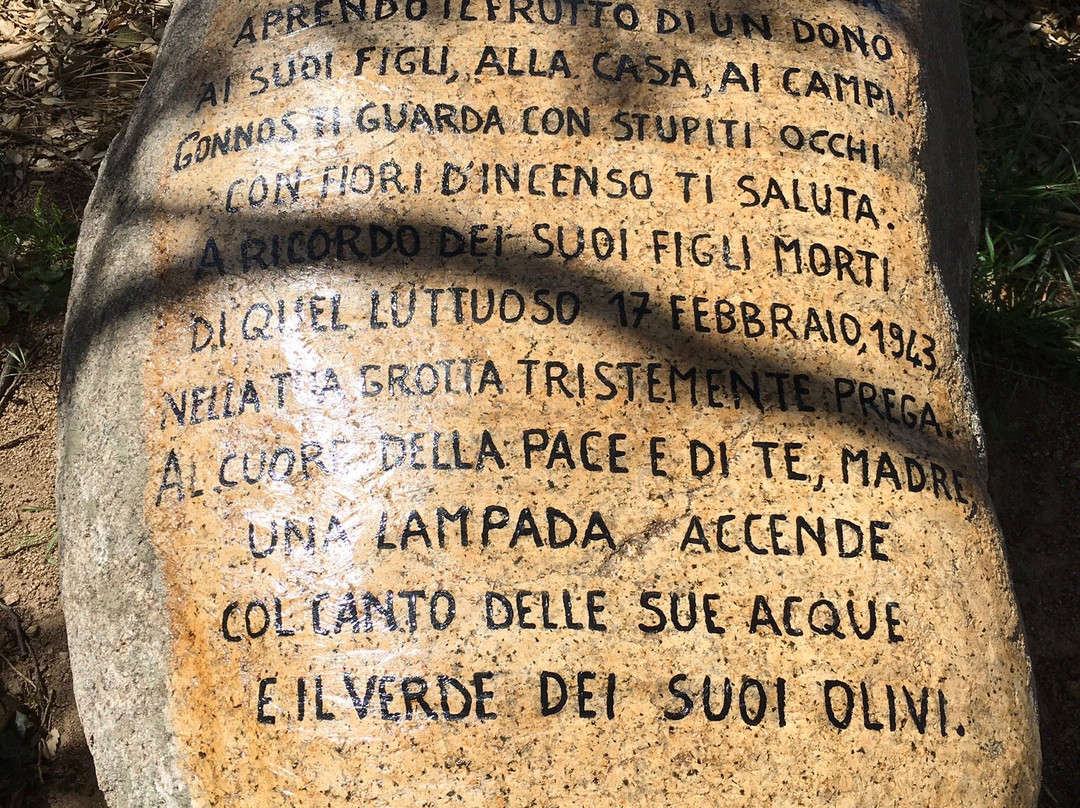 APRENDO IL FRUTTO DI UN DONO
AI SUOI FIGLI, ALLA CASA, AI CAMPI.
GONNOS TI GUARDA CON STUPITI OCCHI
CON FIORI D'INCENSO TI SALUTA.
A RICORDO DEI SUOI FIGLI MORTI
DI QUEL LUTTUOSO 17 FEBBRAIO, 1943
NELLA TUA GROTTA TRISTEMENTE PREGA.
AL CUORE DELLA PACE E DI TE, MADRE,
UNA LAMPADA ACCENDE
COL CANTO DELLE SUE ACQUE
E IL VERDE DEI SUOI OLIVI.